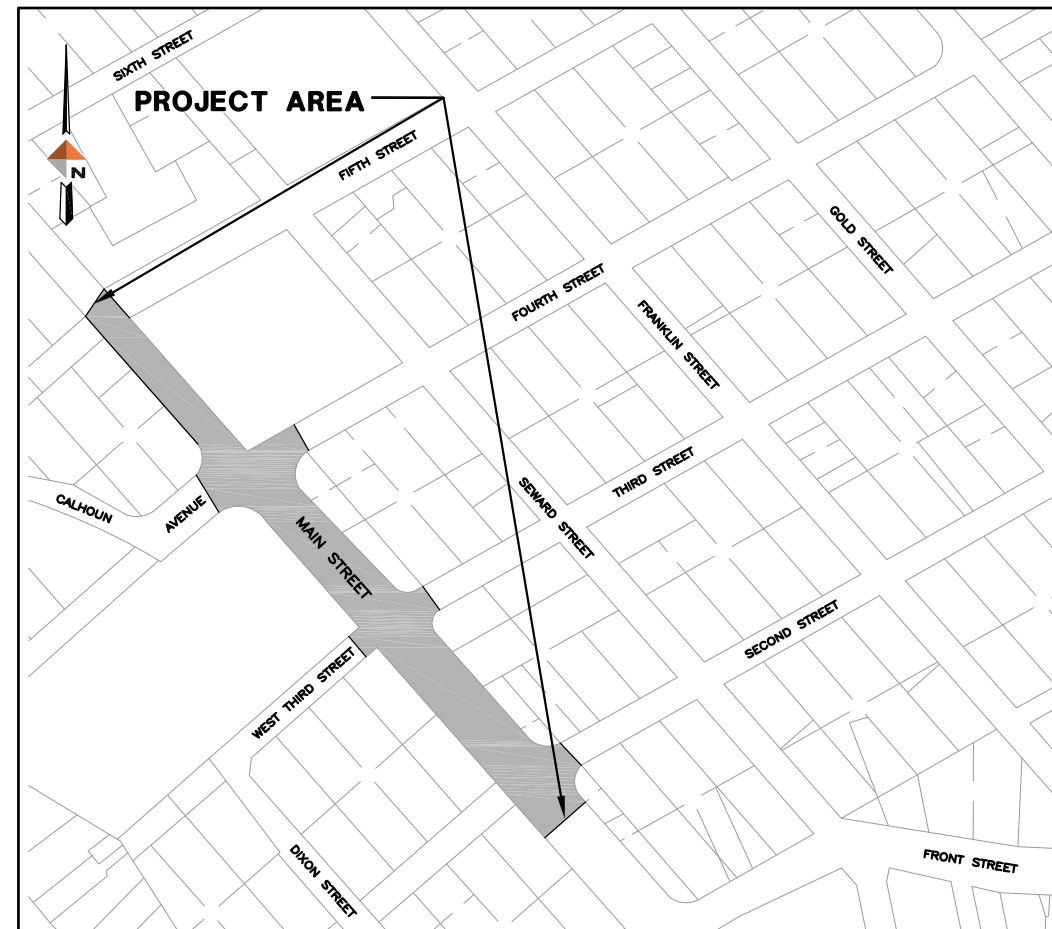 SIXTH STREET
PROJECT AREA
FIFTH STREET
N
GOLD STREET
FOURTH STREET
FRANKLIN STREET
THIRD STREET
SEWARD STREET
CALHOUN
AVENUE
MAIN STREET
SECOND STREET
WEST THIRD STREET
DIXON STREET
FRONT STREET